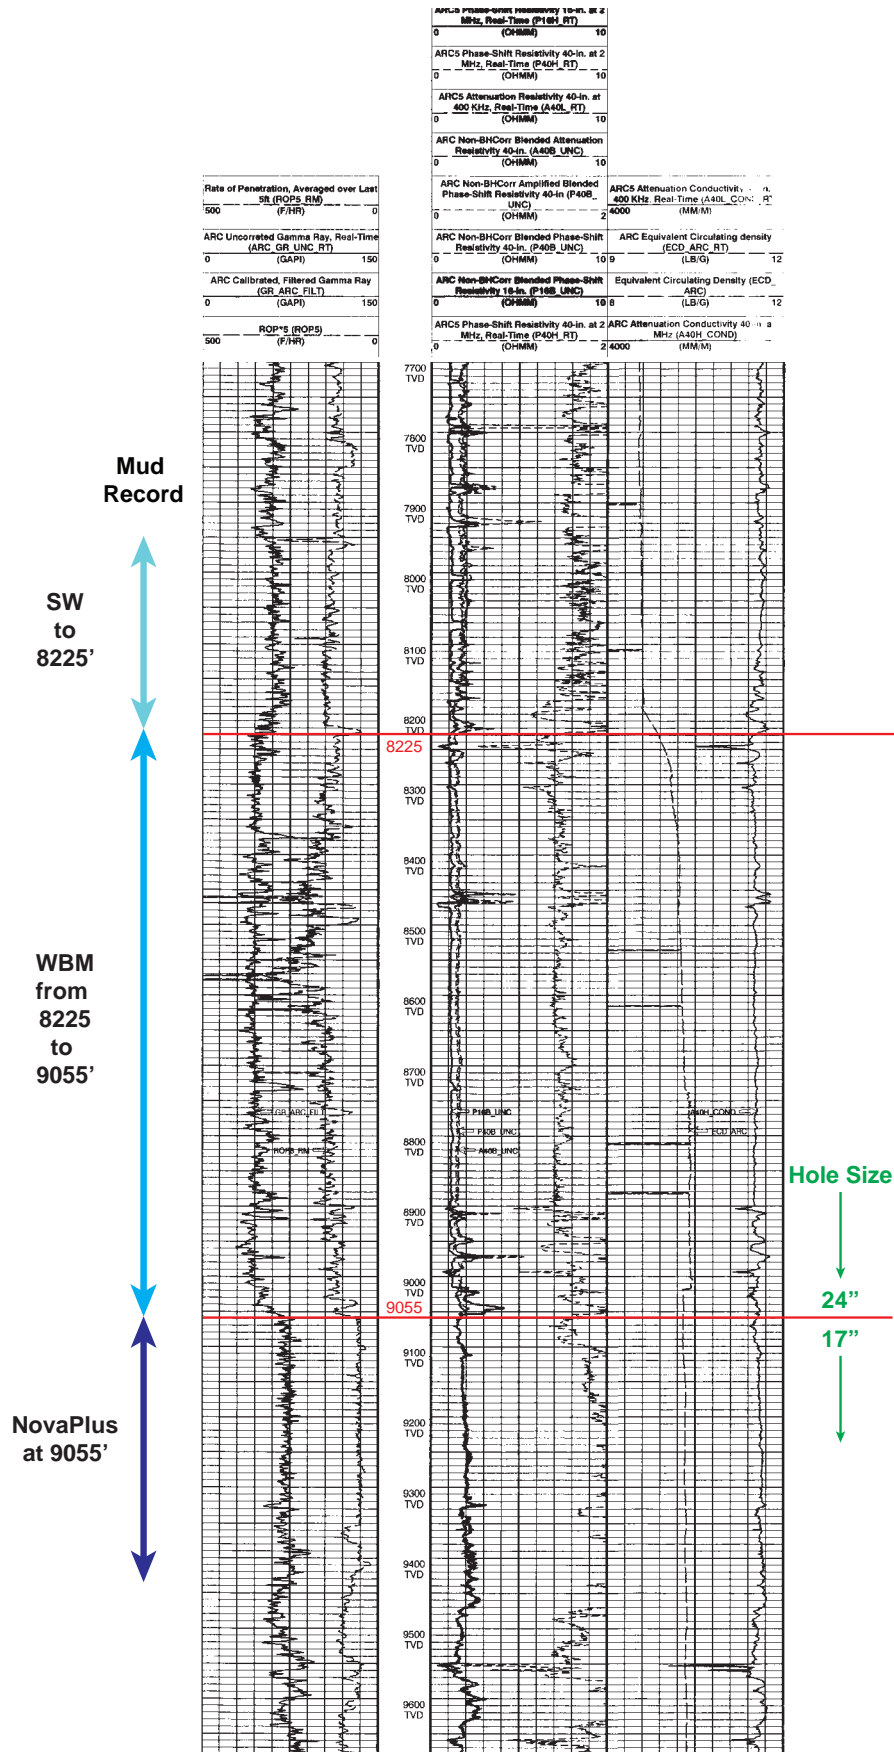 ARC5 Phase-Shift Resistivity 16-in. at 2
MHz, Real-Time (P16H_RT)
0 (OHMM) 10
ARC5 Phase-Shift Resistivity 40-in. at 2
MHz, Real-Time (P40H_RT)
0 (OHMM) 10
ARC5 Attenuation Resistivity 40-in. at
400 KHz, Real-Time (A40L_RT)
0 (OHMM) 10
ARC Non-BHCorr Blended Attenuation
Resistivity 40-in. (A40B_UNC)
0 (OHMM) 10
Rate of Penetration, Averaged over Last
5ft (ROP5_RM)
500 (F/HR) 0
ARC Non-BHCorr Amplified Blended
Phase-Shift Resistivity 40-in (P40B_
UNC)
0 (OHMM) 2
ARC5 Attenuation Conductivity
400 KHz, Real-Time (A40L_CON
4000 (MM/M)
ARC Uncorrected Gamma Ray, Real-Time
(ARC_GR_UNC_RT)
0 (GAPI) 150
ARC Non-BHCorr Blended Phase-Shift
Resistivity 40-in. (P40B_UNC)
0 (OHMM) 10
ARC Equivalent Circulating density
(ECD_ARC_RT)
9 (LB/G) 12
ARC Calibrated, Filtered Gamma Ray
(GR_ARC_FILT)
0 (GAPI) 150
ARC Non-BHCorr Blended Phase-Shift
Resistivity 16-in. (P16B_UNC)
0 (OHMM) 10
Equivalent Circulating Density (ECD_
ARC)
8 (LB/G) 12
ROP*5 (ROP5)
500 (F/HR) 0
ARC5 Phase-Shift Resistivity 40-in. at 2
MHz, Real-Time (P40H_RT)
0 (OHMM) 2
ARC Attenuation Conductivity 40
MHz (A40H_COND)
4000 (MM/M)
7700
TVD
7800
TVD
Mud
Record
7900
TVD
8000
TVD
SW
to
8225'
8100
TVD
8200
TVD
8225
8300
TVD
8400
TVD
8500
TVD
WBM
from
8225
to
9055'
8600
TVD
8700
TVD
GR_ARC_FILT
P16B_UNC
A40H_COND
P40B_UNC
ECD_ARC
8800
TVD
ROP5_RM
A40B_UNC
Hole Size
8900
TVD
9000
TVD
24”
9055
17”
9100
TVD
9200
TVD
NovaPlus
at 9055’
9300
TVD
9400
TVD
9500
TVD
9600
TVD